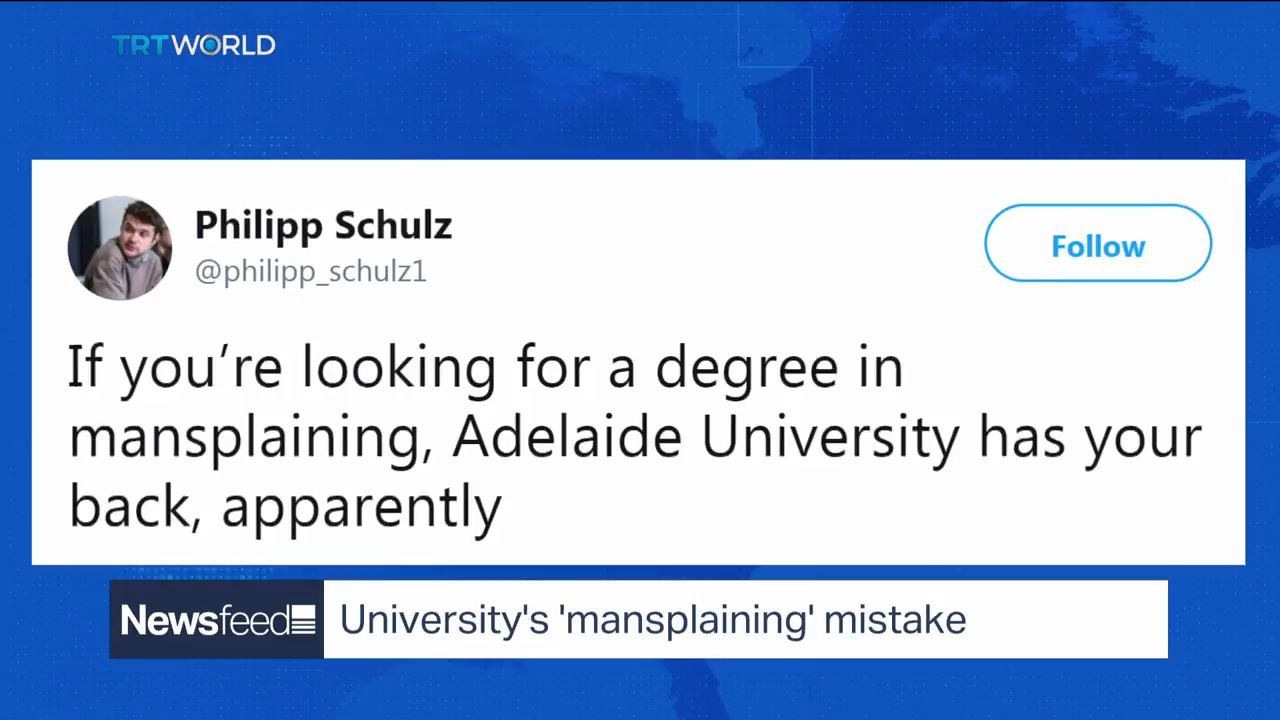 TRTWORLD
Philipp Schulz
@philipp_schulz1
Follow
If you're looking for a degree in
mansplaining, Adelaide University has your
back, apparently
Newsfeed
University's 'mansplaining' mistake